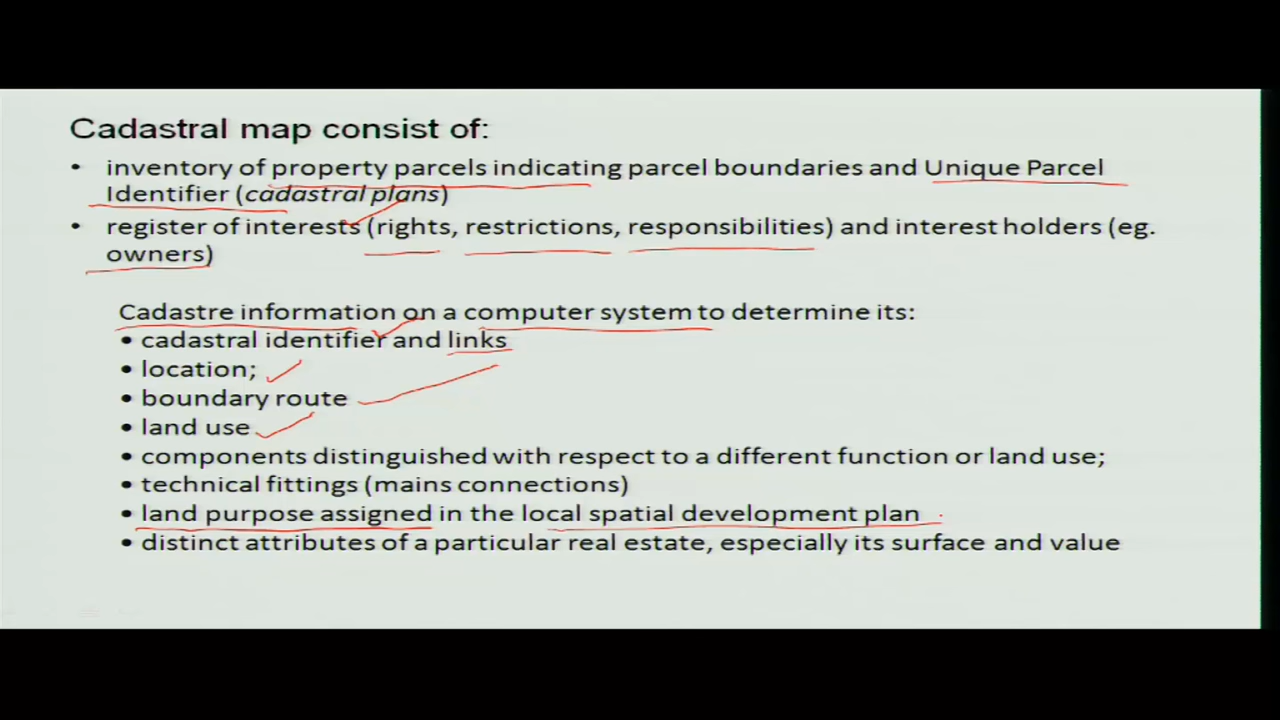 Cadastral map consist of:
• inventory of property parcels indicating parcel boundaries and Unique Parcel
Identifier (cadastral plans)
• register of interests (rights, restrictions, responsibilities) and interest holders (eg.
owners)
Cadastre information on a computer system to determine its:
• cadastral identifier and links
• location;
• boundary route
• land use
• components distinguished with respect to a different function or land use;
• technical fittings (mains connections)
• land purpose assigned in the local spatial development plan
• distinct attributes of a particular real estate, especially its surface and value